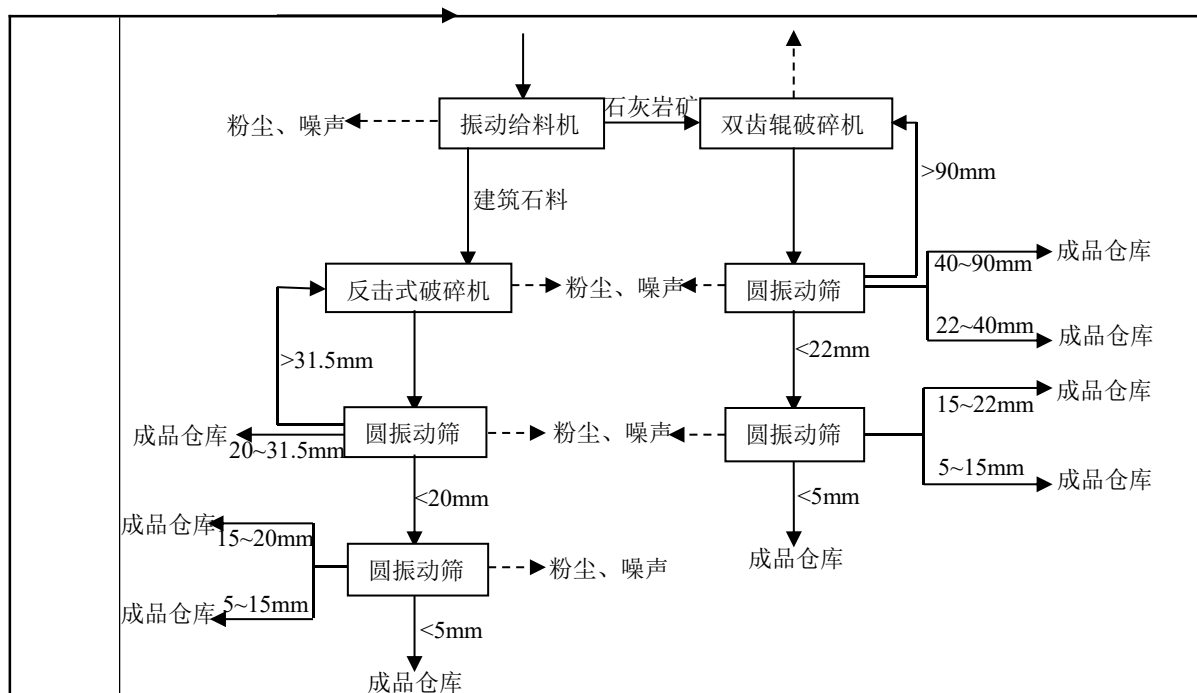 石灰岩矿
粉尘、噪声
振动给料机
双齿辊破碎机
>90mm
建筑石料
成品仓库
40~90mm
反击式破碎机
粉尘、噪声
圆振动筛
22~40mm
成品仓库
<22mm
>31.5mm
成品仓库
15~22mm
成品仓库
20~31.5mm
圆振动筛
粉尘、噪声
圆振动筛
5~15mm
成品仓库
<20mm
<5mm
成品仓库
15~20mm
成品仓库
圆振动筛
粉尘、噪声
5~15mm
成品仓库
<5mm
成品仓库